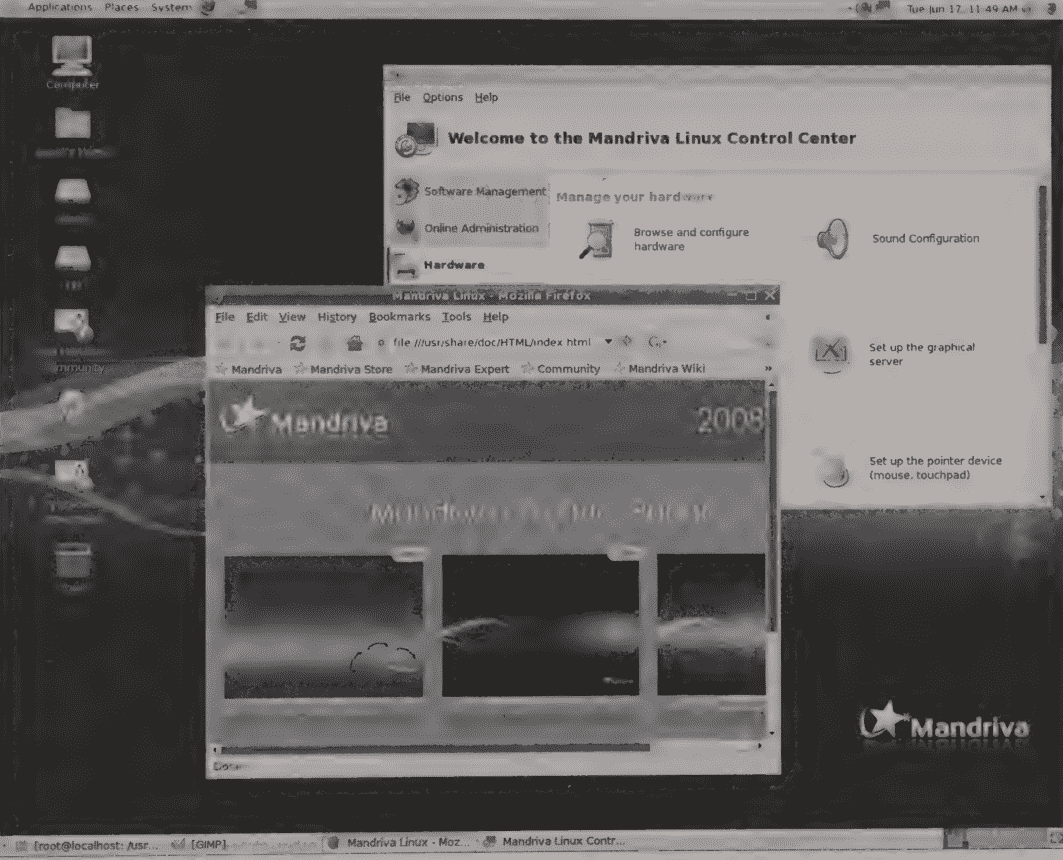 Applications Places System
Tue Jun 17, 11:49 AM
Computer
File Options Help
Welcome to the Mandriva Linux Control Center
Software Management
Online Administration
Hardware
Manage your hardware
Browse and configure
hardware
Sound Configuration
Set up the graphical
server
Set up the pointer device
(mouse, touchpad)
Mandriva Linux - Mozilla Firefox
File Edit View History Bookmarks Tools Help
file:///usr/share/doc/HTML/index.html
Mandriva Mandriva Store Mandriva Expert Community Mandriva Wiki »
Mandriva
2008
Done
Mandriva
[root@localhost: /usr... [GIMP] Mandriva Linux - Moz... Mandriva Linux Contr...